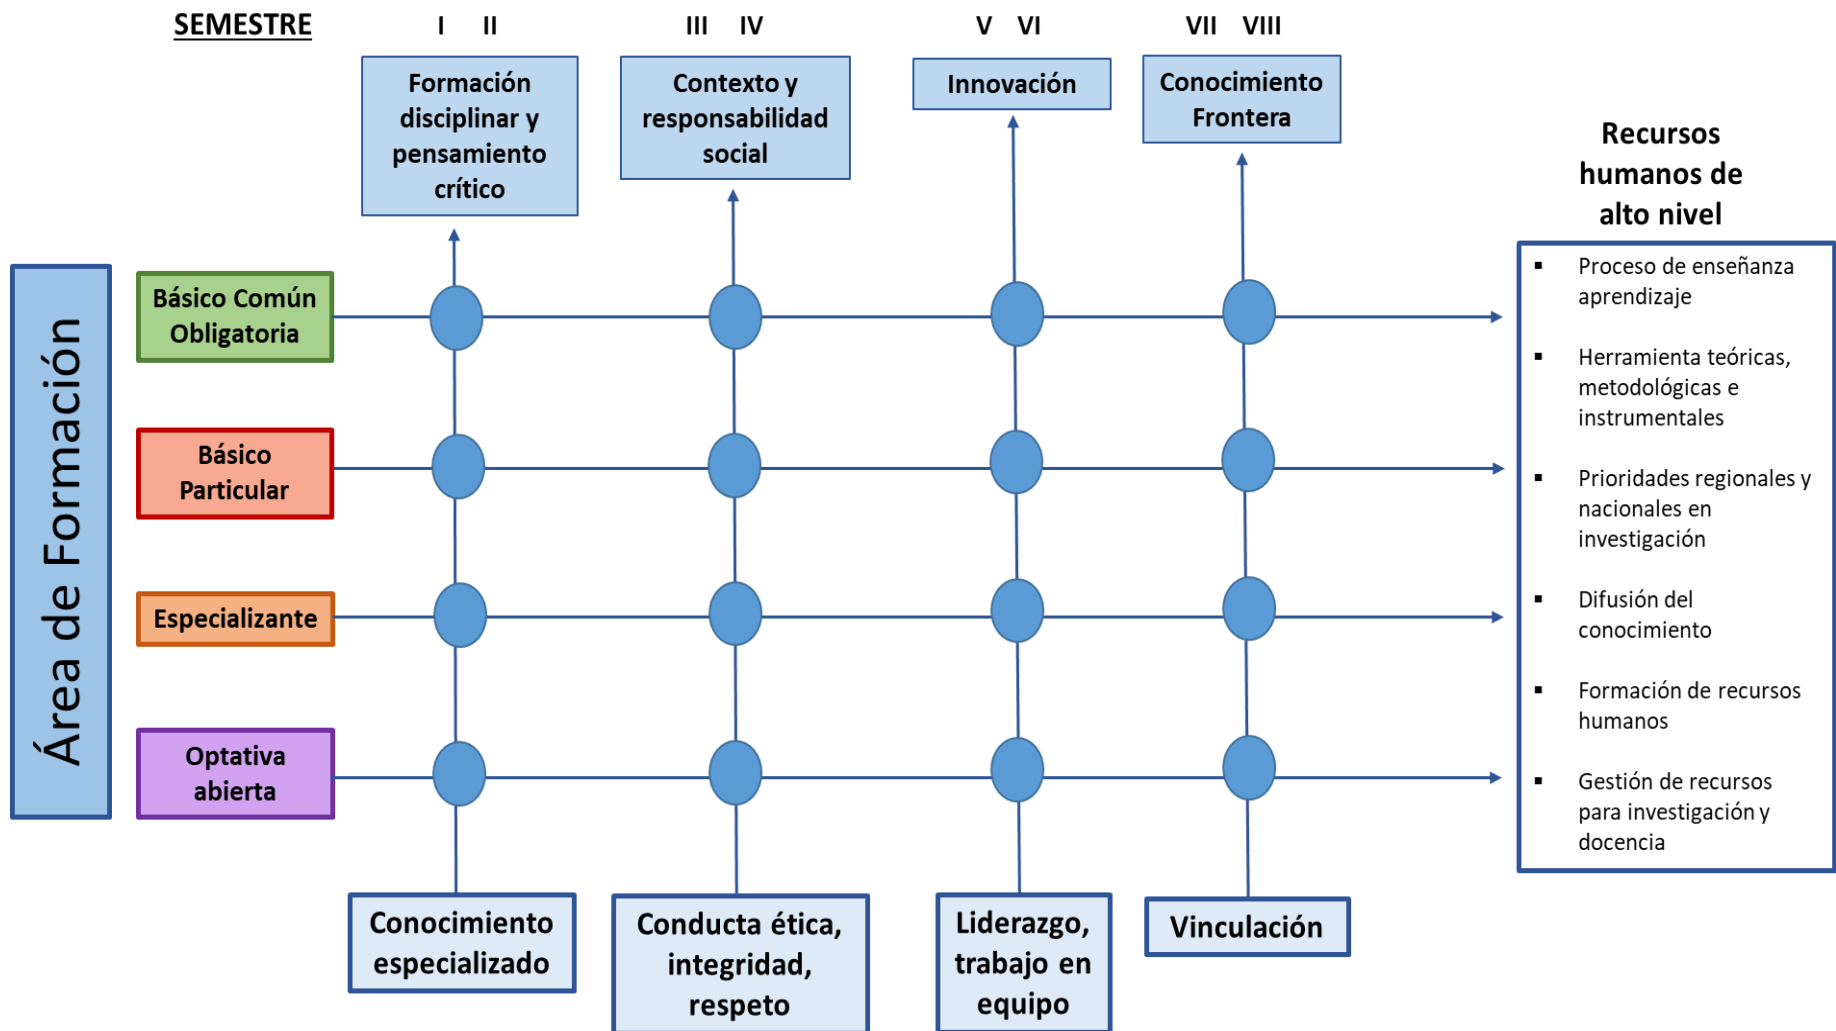 SEMESTRE
I II
III IV
V VI
VII VIII
Formación
disciplinar y
pensamiento
crítico
Contexto y
responsabilidad
social
Innovación
Conocimiento
Frontera
Recursos
humanos de
alto nivel
Área de Formación
Básico Común
Obligatoria
Básico
Particular
Especializante
Optativa
abierta
▪ Proceso de enseñanza
aprendizaje
▪ Herramienta teóricas,
metodológicas e
instrumentales
▪ Prioridades regionales y
nacionales en
investigación
▪ Difusión del
conocimiento
▪ Formación de recursos
humanos
▪ Gestión de recursos
para investigación y
docencia
Conocimiento
especializado
Conducta ética,
integridad,
respeto
Liderazgo,
trabajo en
equipo
Vinculación